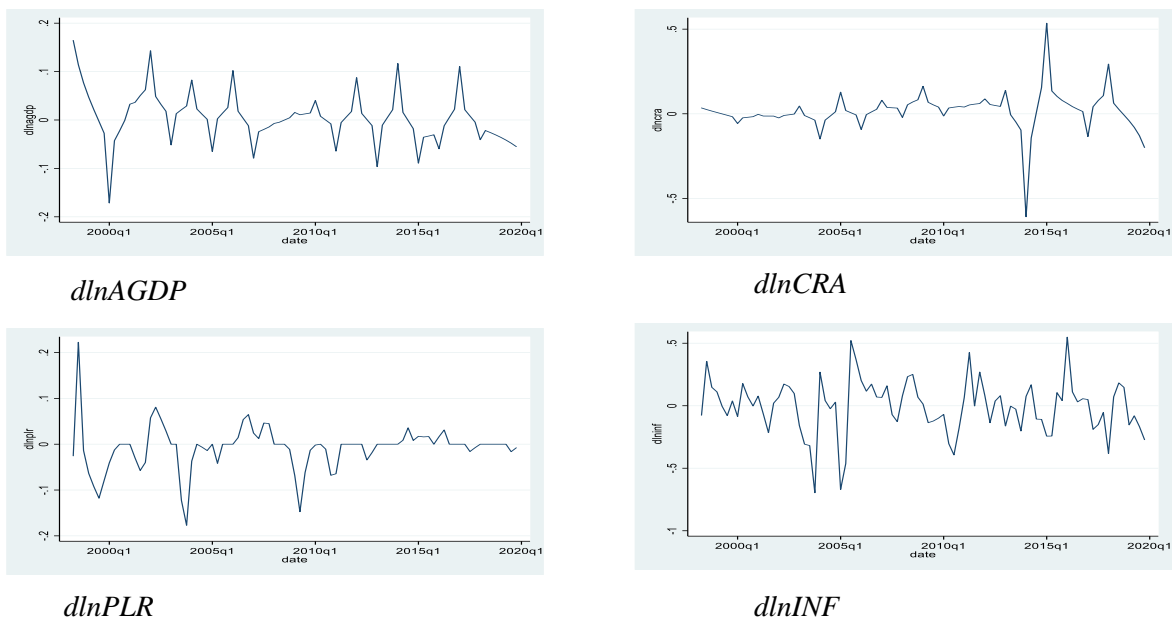 .2
.1
0
-.1
-.2
dlnagdp
2000q1 2005q1 2010q1 2015q1 2020q1
date
dlnAGDP
.5
0
-.5
dlncra
2000q1 2005q1 2010q1 2015q1 2020q1
date
dlnCRA
.2
.1
0
-.1
-.2
dlnplr
2000q1 2005q1 2010q1 2015q1 2020q1
date
dlnPLR
.5
0
-.5
-1
dlninf
2000q1 2005q1 2010q1 2015q1 2020q1
date
dlnINF